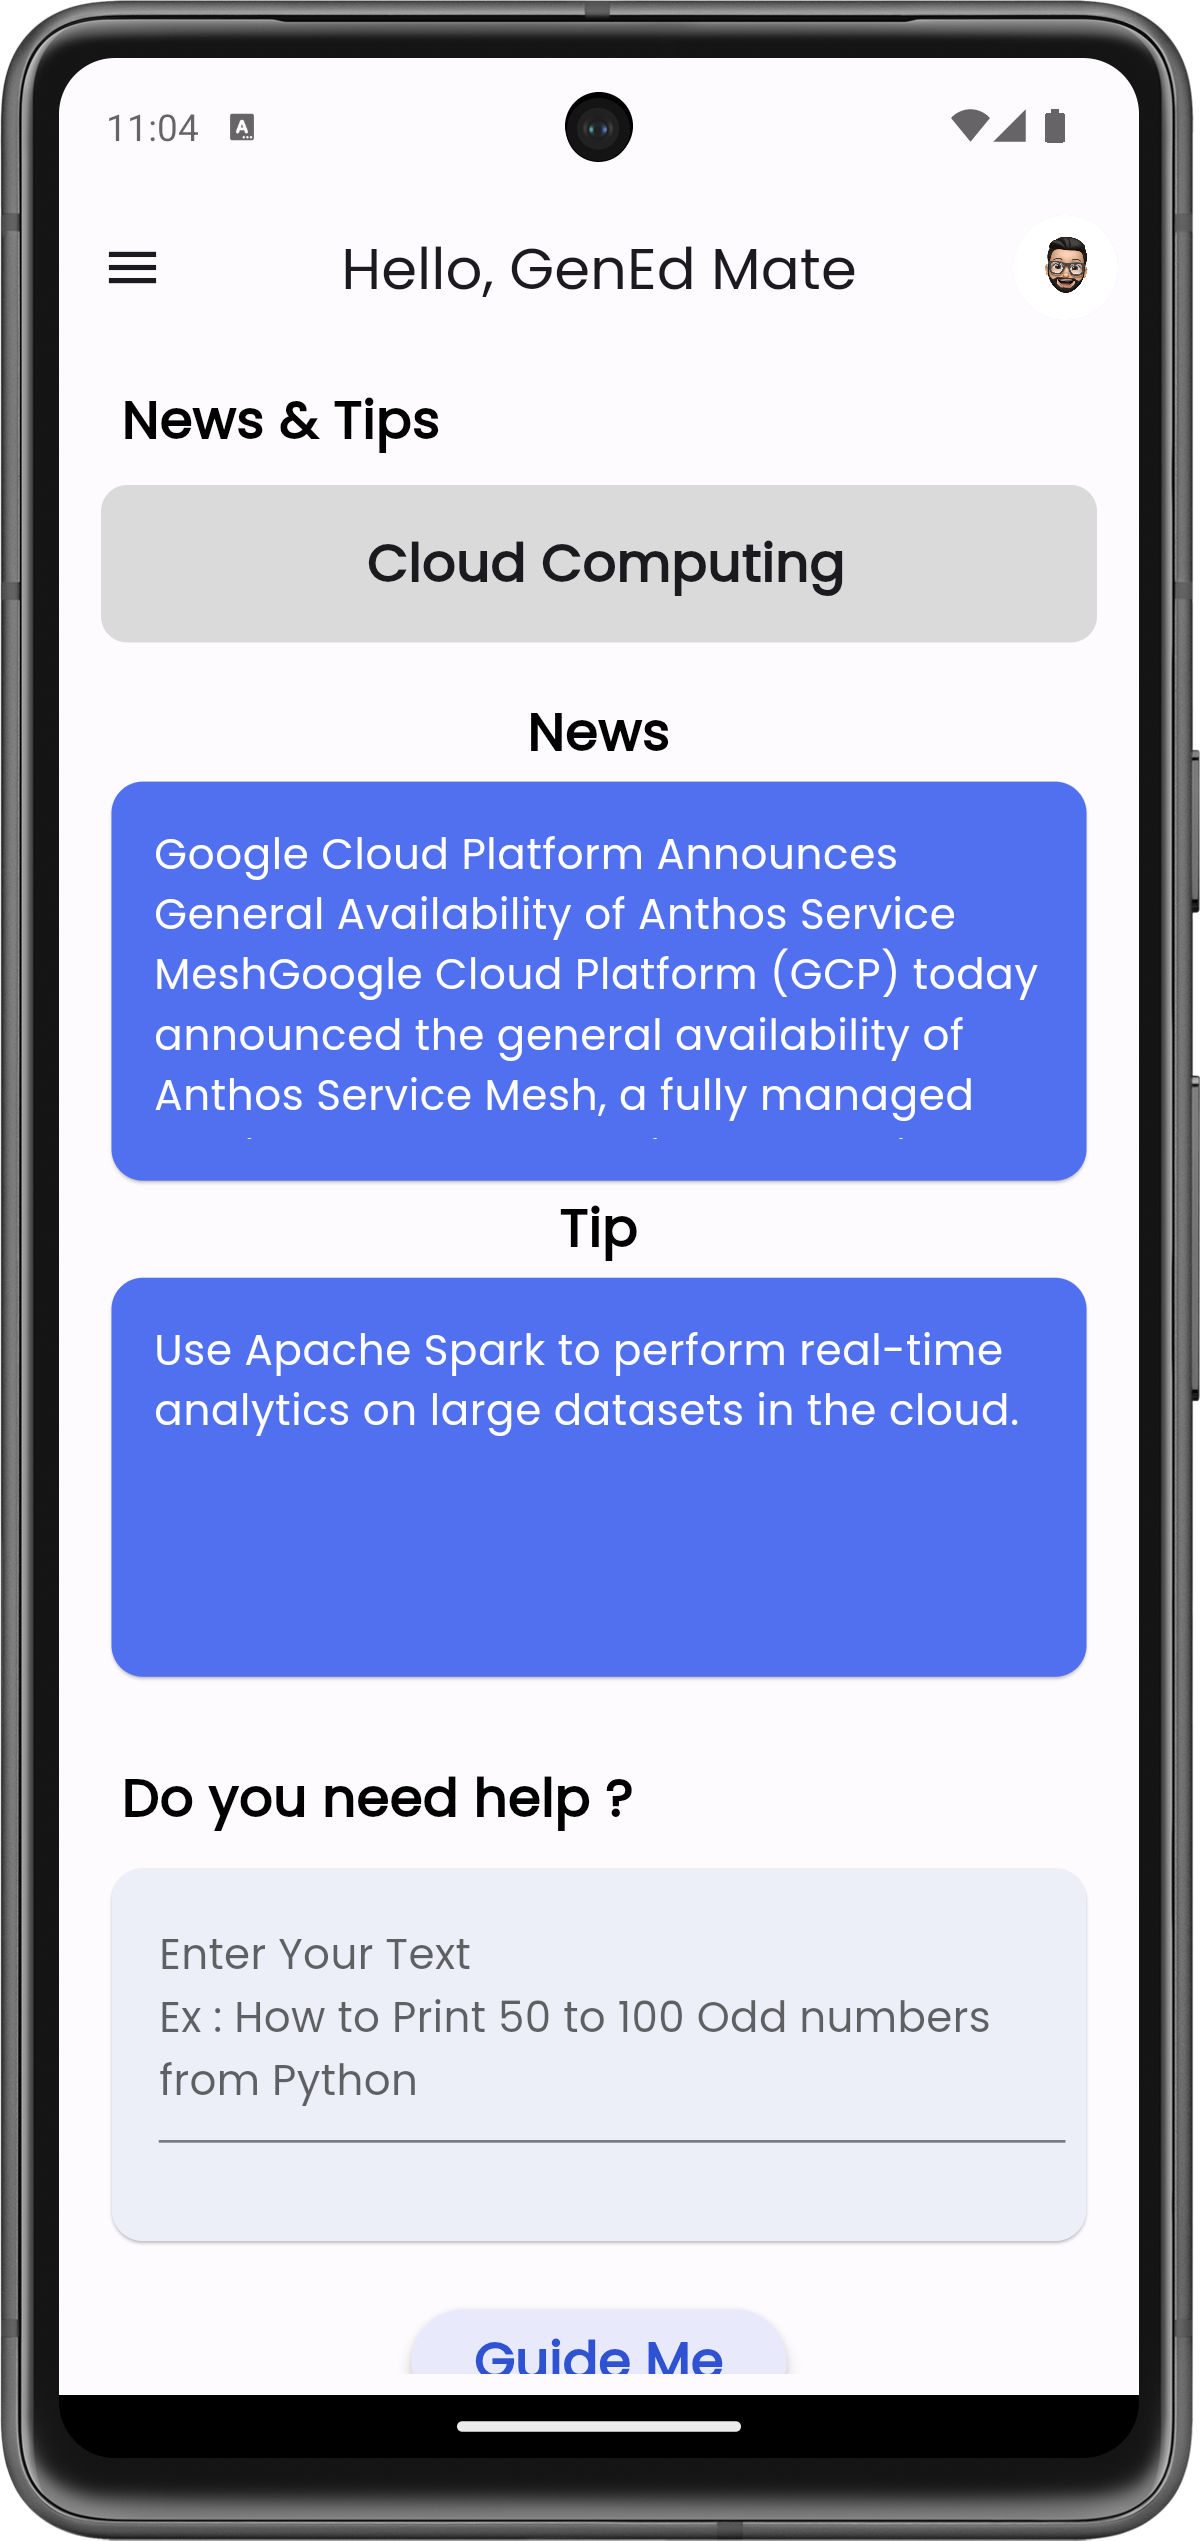 11:04
Hello, GenEd Mate
News & Tips
Cloud Computing
News
Google Cloud Platform Announces
General Availability of Anthos Service
MeshGoogle Cloud Platform (GCP) today
announced the general availability of
Anthos Service Mesh, a fully managed
Tip
Use Apache Spark to perform real-time
analytics on large datasets in the cloud.
Do you need help ?
Enter Your Text
Ex : How to Print 50 to 100 Odd numbers
from Python
Guide Me